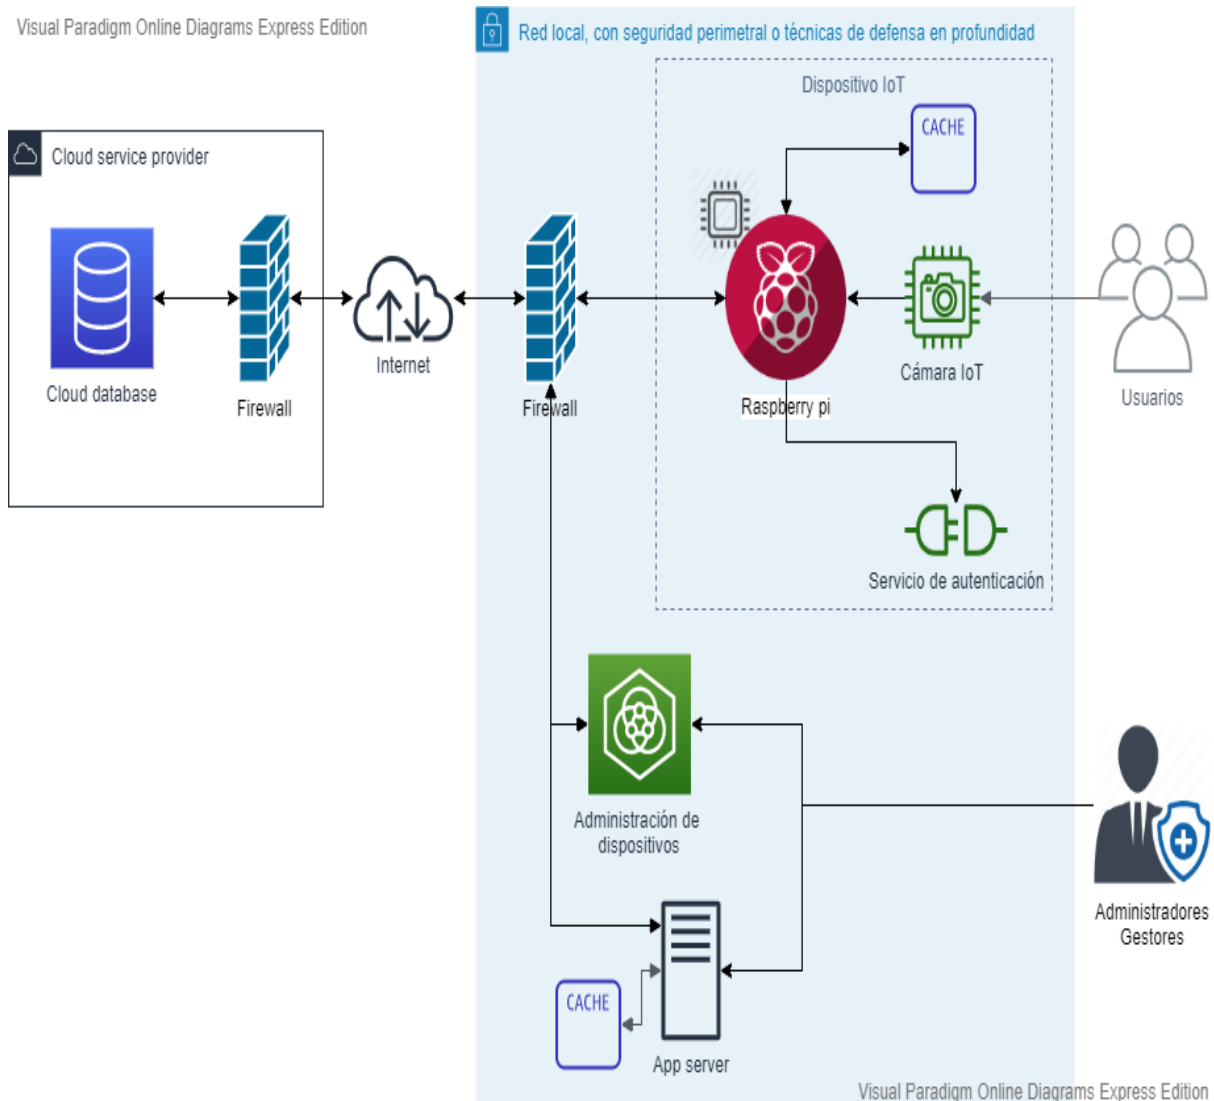 Visual Paradigm Online Diagrams Express Edition
Red local, con seguridad perimetral o técnicas de defensa en profundidad
Dispositivo IoT
CACHE
Cloud service provider
Cloud database
Firewall
Internet
Firewall
Raspberry pi
Cámara IoT
Usuarios
Servicio de autenticación
Administración de
dispositivos
Administradores
Gestores
CACHE
App server
Visual Paradigm Online Diagrams Express Edition